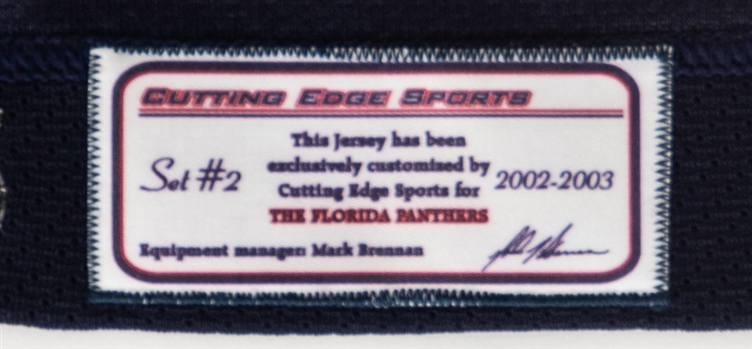 CUTTING EDGE SPORTS
This Jersey has been
exclusively customized by
Set #2
Cutting Edge Sports for
2002-2003
THE FLORIDA PANTHERS
Equipment manager: Mark Brennan